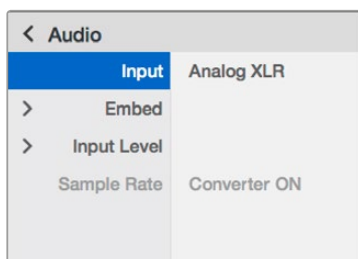 Audio
Input Analog XLR
Embed
Input Level
Sample Rate Converter ON